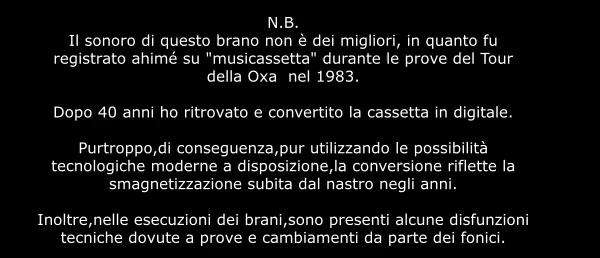 N.B.
Il sonoro di questo brano non è dei migliori, in quanto fu
registrato ahimé su "musicassetta" durante le prove del Tour
della Oxa  nel 1983.
Dopo 40 anni ho ritrovato e convertito la cassetta in digitale.
Purtroppo,di conseguenza,pur utilizzando le possibilità
tecnologiche moderne a disposizione,la conversione riflette la
smagnetizzazione subita dal nastro negli anni.
Inoltre,nelle esecuzioni dei brani,sono presenti alcune disfunzioni
tecniche dovute a prove e cambiamenti da parte dei fonici.